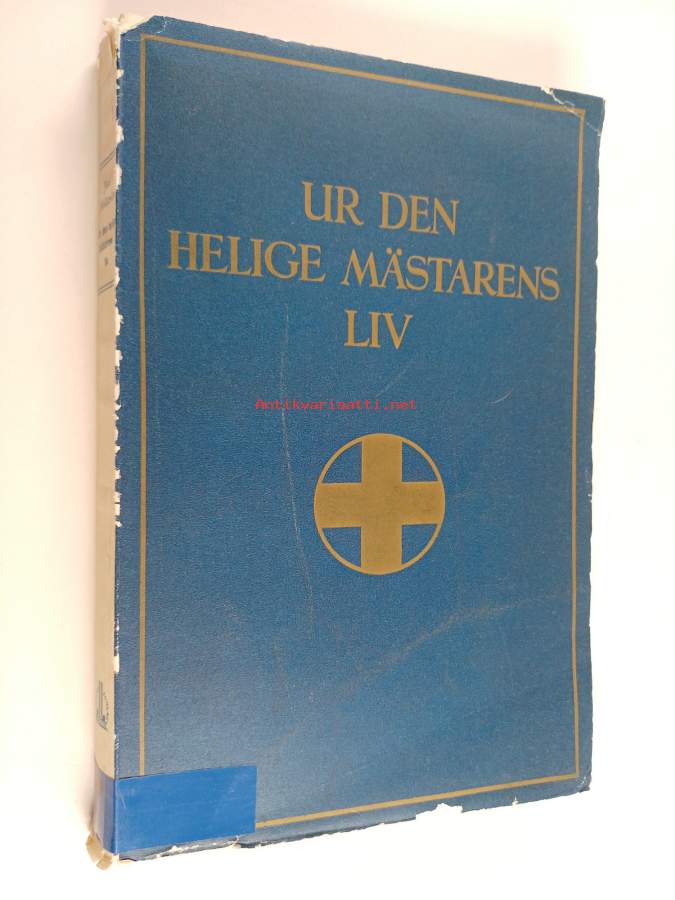 UR DEN
HELIGE MÄSTARENS
LIV
Antikvariaatti.net